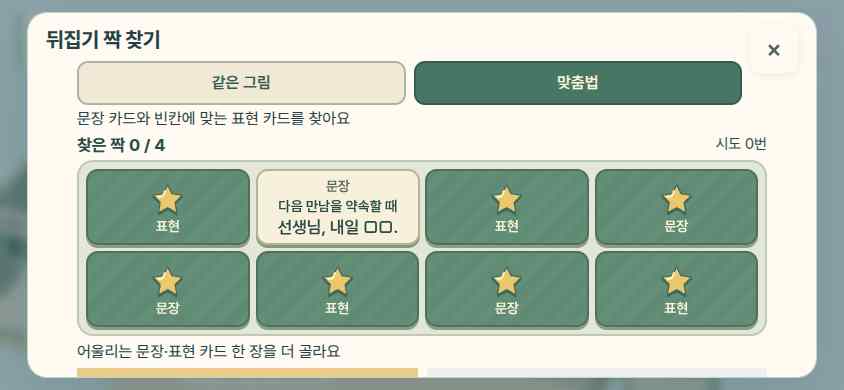 뒤집기 짝 찾기
×
같은 그림
맞춤법
문장 카드와 빈칸에 맞는 표현 카드를 찾아요
찾은 짝 0 / 4
시도 0번
표현
문장
다음 만남을 약속할 때
선생님, 내일 □□.
표현
문장
문장
표현
문장
표현
어울리는 문장·표현 카드 한 장을 더 골라요